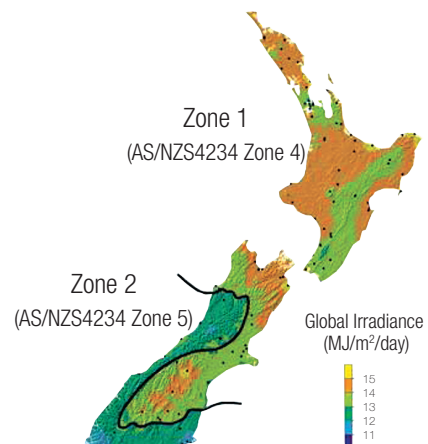 Zone 1
(AS/NZS4234 Zone 4)
Zone 2
(AS/NZS4234 Zone 5)
Global Irradiance
(MJ/m²/day)
15
14
13
12
11